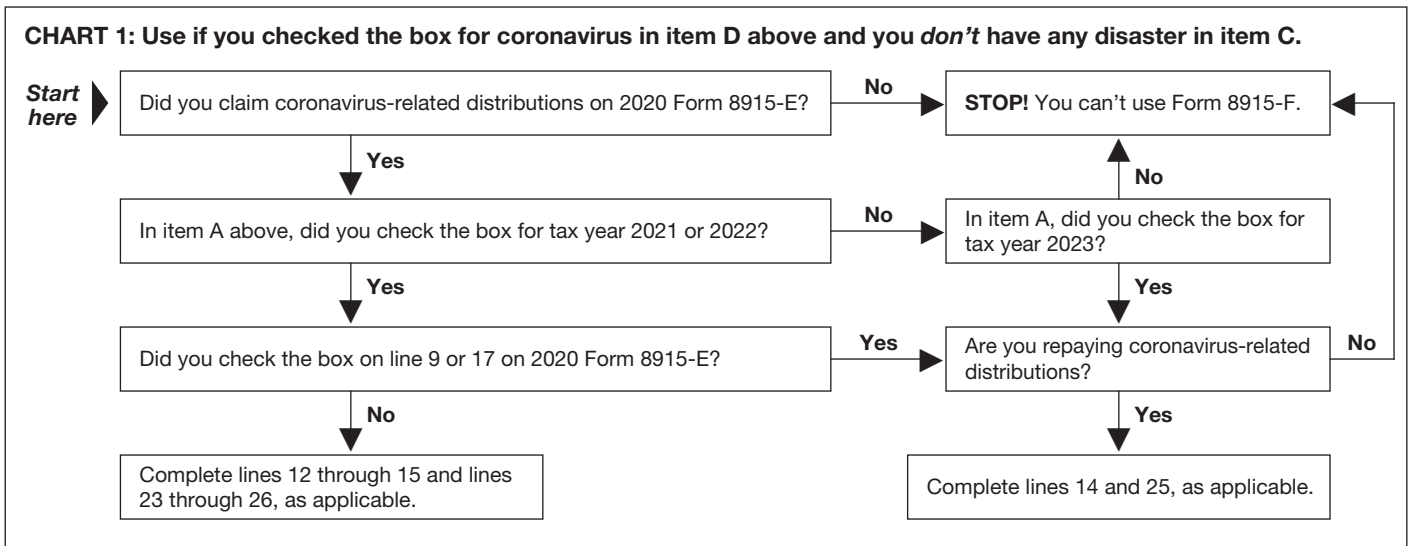 CHART 1: Use if you checked the box for coronavirus in item D above and you don't have any disaster in item C.
Start
here
Did you claim coronavirus-related distributions on 2020 Form 8915-E?
No
STOP! You can't use Form 8915-F.
Yes
No
In item A above, did you check the box for tax year 2021 or 2022?
No
In item A, did you check the box for
tax year 2023?
Yes
Yes
Did you check the box on line 9 or 17 on 2020 Form 8915-E?
Yes
Are you repaying coronavirus-related
distributions?
No
No
Yes
Complete lines 12 through 15 and lines
23 through 26, as applicable.
Complete lines 14 and 25, as applicable.